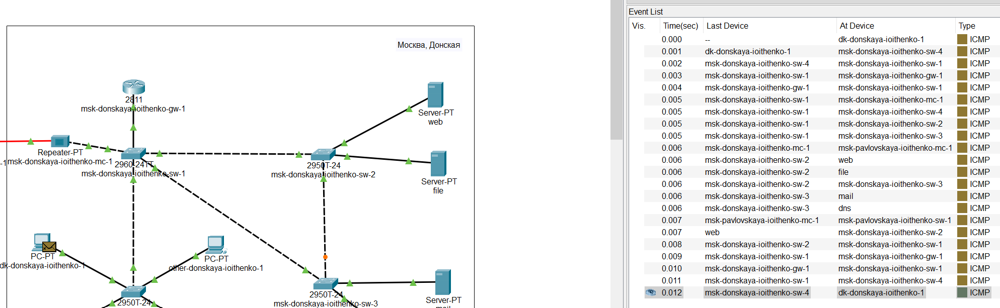 Москва, Донская
2811
msk-donskaya-ioithenko-gw-1
Server-PT
web
Repeater-PT
-1
msk-donskaya-ioithenko-mc-1
2960-24TT
msk-donskaya-ioithenko-sw-1
2950T-24
msk-donskaya-ioithenko-sw-2
Server-PT
file
PC-PT
dk-donskaya-ioithenko-1
PC-PT
other-donskaya-ioithenko-1
2950T-24
2950T-24
msk-donskaya-ioithenko-sw-3
Server-PT
mail
Event List
Vis. Time(sec) Last Device At Device Type
0.000 -- dk-donskaya-ioithenko-1 ICMP
0.001 dk-donskaya-ioithenko-1 msk-donskaya-ioithenko-sw-4 ICMP
0.002 msk-donskaya-ioithenko-sw-4 msk-donskaya-ioithenko-sw-1 ICMP
0.003 msk-donskaya-ioithenko-sw-1 msk-donskaya-ioithenko-gw-1 ICMP
0.004 msk-donskaya-ioithenko-gw-1 msk-donskaya-ioithenko-sw-1 ICMP
0.005 msk-donskaya-ioithenko-sw-1 msk-donskaya-ioithenko-mc-1 ICMP
0.005 msk-donskaya-ioithenko-sw-1 msk-donskaya-ioithenko-sw-4 ICMP
0.005 msk-donskaya-ioithenko-sw-1 msk-donskaya-ioithenko-sw-2 ICMP
0.005 msk-donskaya-ioithenko-sw-1 msk-donskaya-ioithenko-sw-3 ICMP
0.006 msk-donskaya-ioithenko-mc-1 msk-pavlovskaya-ioithenko-mc-1 ICMP
0.006 msk-donskaya-ioithenko-sw-2 web ICMP
0.006 msk-donskaya-ioithenko-sw-2 file ICMP
0.006 msk-donskaya-ioithenko-sw-2 msk-donskaya-ioithenko-sw-3 ICMP
0.006 msk-donskaya-ioithenko-sw-3 mail ICMP
0.006 msk-donskaya-ioithenko-sw-3 dns ICMP
0.007 msk-pavlovskaya-ioithenko-mc-1 msk-pavlovskaya-ioithenko-sw-1 ICMP
0.007 web msk-donskaya-ioithenko-sw-2 ICMP
0.008 msk-donskaya-ioithenko-sw-2 msk-donskaya-ioithenko-sw-1 ICMP
0.009 msk-donskaya-ioithenko-sw-1 msk-donskaya-ioithenko-gw-1 ICMP
0.010 msk-donskaya-ioithenko-gw-1 msk-donskaya-ioithenko-sw-1 ICMP
0.011 msk-donskaya-ioithenko-sw-1 msk-donskaya-ioithenko-sw-4 ICMP
0.012 msk-donskaya-ioithenko-sw-4 dk-donskaya-ioithenko-1 ICMP